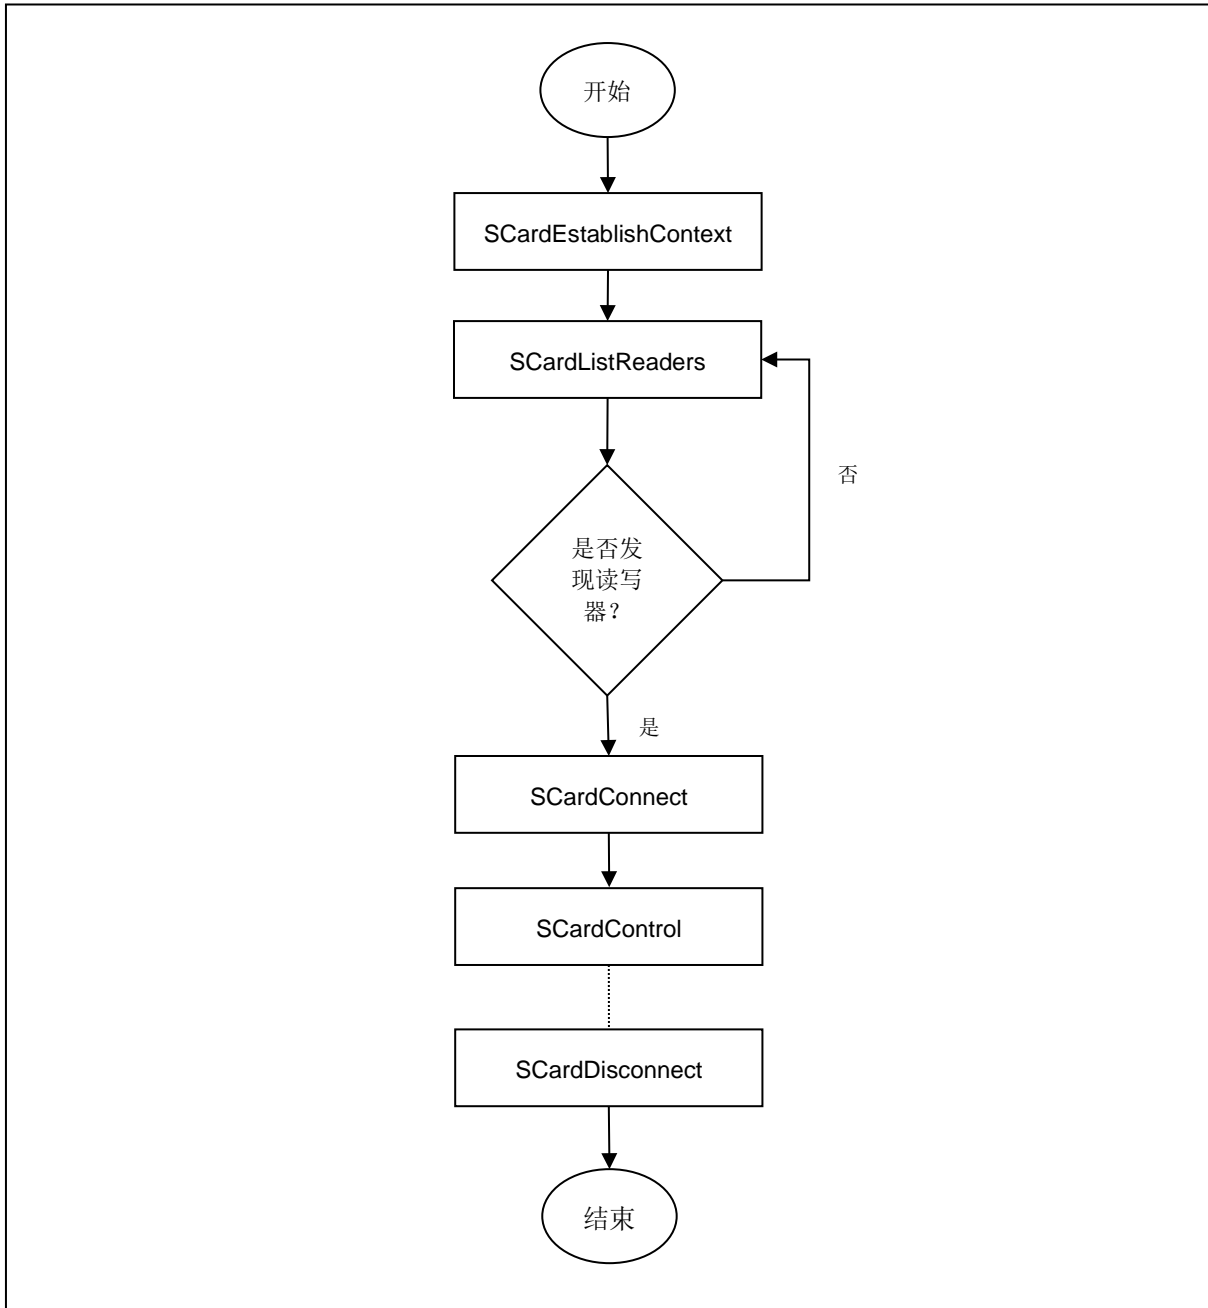 开始
SCardEstablishContext
SCardListReaders
否
是否发
现读写
器？
是
SCardConnect
SCardControl
SCardDisconnect
结束